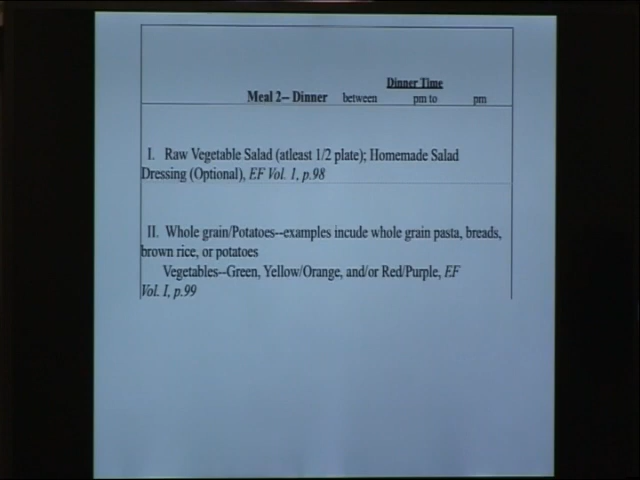 Dinner Time
Meal 2-- Dinner between pm to pm
I. Raw Vegetable Salad (atleast 1/2 plate); Homemade Salad
Dressing (Optional), EF Vol. 1, p.98
II. Whole grain/Potatoes--examples incude whole grain pasta, breads,
brown rice, or potatoes
Vegetables--Green, Yellow/Orange, and/or Red/Purple, EF
Vol. I, p.99